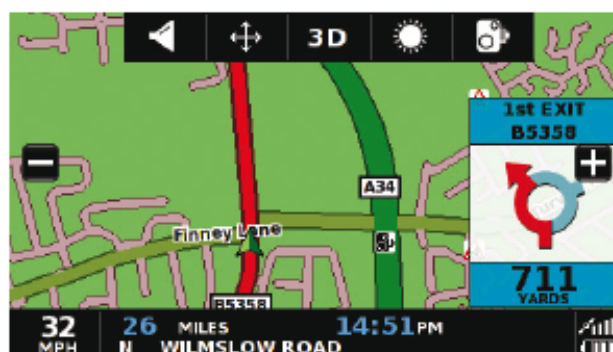 3D
1st EXIT
B5358
A34
Finney Lane
B5358
711
YARDS
32
MPH
26 MILES
14:51PM
N WILMSLOW ROAD